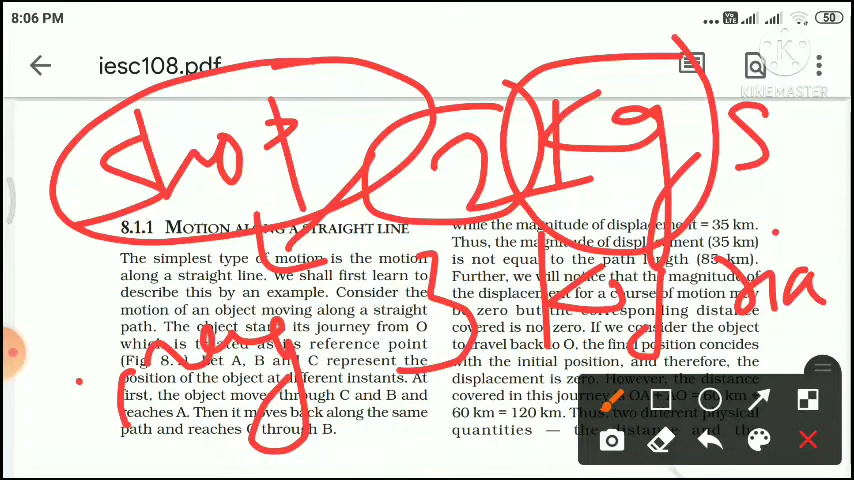 8:06 PM
Vo
LTE
50
iesc108.pdf
KINEMASTER
2 Kg s
3 Kg
8.1.1 MOTION ALONG A STRAIGHT LINE
The simplest type of motion is the motion
along a straight line. We shall first learn to
describe this by an example. Consider the
motion of an object moving along a straight
path. The object starts its journey from O
which is treated as its reference point
(Fig. 8.1). Let A, B and C represent the
position of the object at different instants. At
first, the object moves through C and B and
reaches A. Then it moves back along the same
path and reaches C through B.
while the magnitude of displacement = 35 km.
Thus, the magnitude of displacement (35 km)
is not equal to the path length (85 km).
Further, we will notice that the magnitude of
the displacement for a course of motion may
be zero but the corresponding distance
covered is not zero. If we consider the object
to travel back to O, the final position concides
with the initial position, and therefore, the
displacement is zero. However, the distance
covered in this journey is OA + AO = 60 km +
60 km = 120 km. Thus, two different physical
quantities — the distance and the